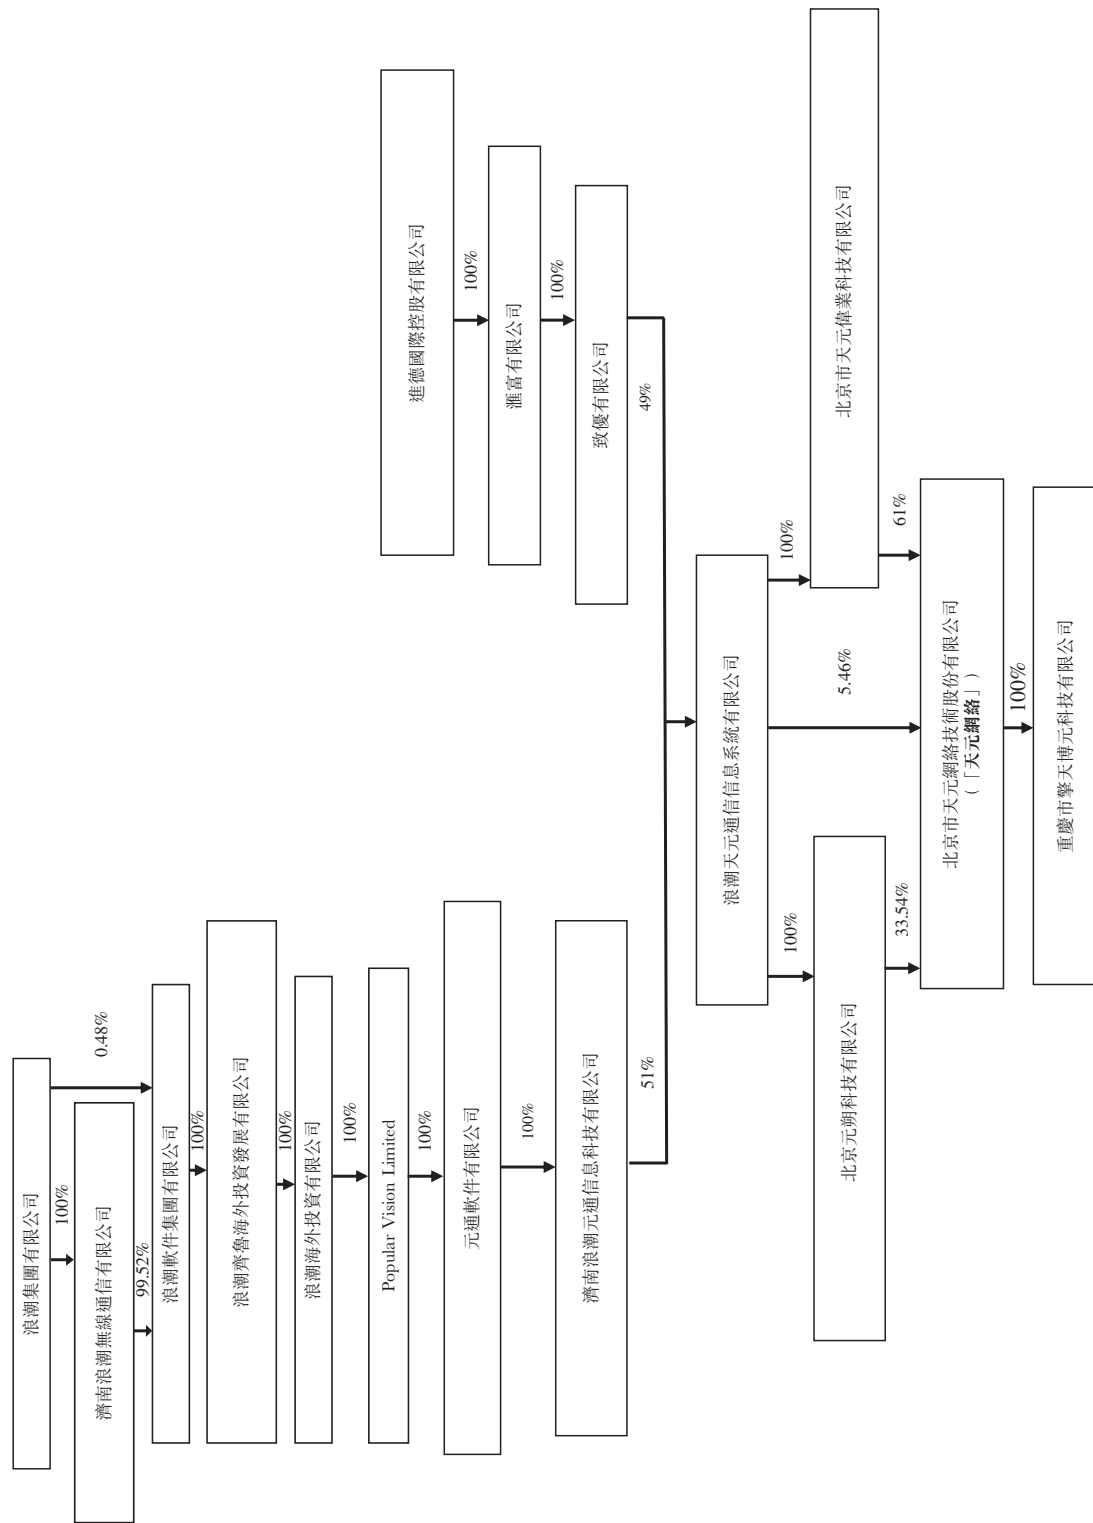 浪潮集團有限公司
100%
0.48%
濟南浪潮無線通信有限公司
99.52%
浪潮軟件集團有限公司
100%
浪潮齊魯海外投資發展有限公司
100%
浪潮海外投資有限公司
100%
Popular Vision Limited
100%
元通軟件有限公司
100%
濟南浪潮元通信息科技有限公司
51%
進德國際控股有限公司
100%
滙富有限公司
100%
致優有限公司
49%
浪潮天元通信信息系統有限公司
100%
5.46%
100%
北京元朔科技有限公司
33.54%
北京市天元偉業科技有限公司
61%
北京市天元網絡技術股份有限公司
(「天元網絡」)
100%
重慶市擎天博元科技有限公司